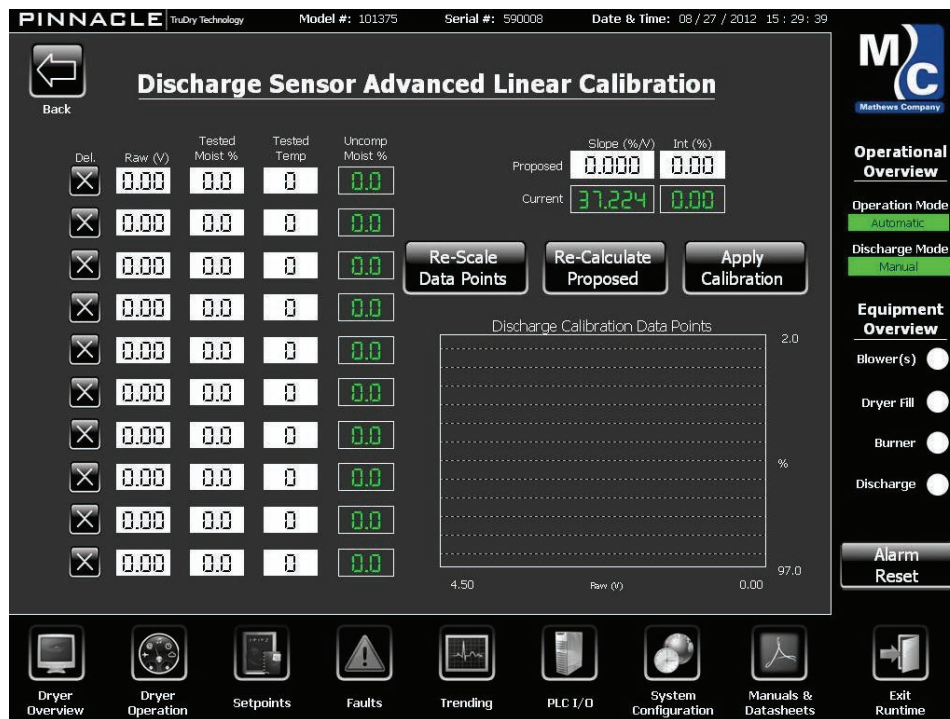 PINNACLE TruDry Technology Model #: 101375 Serial #: 590008 Date & Time: 08 / 27 / 2012 15 : 29 : 39
Back
Discharge Sensor Advanced Linear Calibration
MC
Mathews Company
Del. Raw (V) Tested Moist % Tested Temp Uncomp Moist %
Slope (%/V) Int (%)
Proposed 0.000 0.00
Current 37.224 0.00
X 0.00 0.0 0 0.0
X 0.00 0.0 0 0.0
X 0.00 0.0 0 0.0
X 0.00 0.0 0 0.0
X 0.00 0.0 0 0.0
X 0.00 0.0 0 0.0
X 0.00 0.0 0 0.0
X 0.00 0.0 0 0.0
X 0.00 0.0 0 0.0
X 0.00 0.0 0 0.0
Re-Scale
Data Points
Re-Calculate
Proposed
Apply
Calibration
Discharge Calibration Data Points
2.0
%
97.0
4.50 Raw (V) 0.00
Operational
Overview
Operation Mode
Automatic
Discharge Mode
Manual
Equipment
Overview
Blower(s)
Dryer Fill
Burner
Discharge
Alarm
Reset
Dryer
Overview
Dryer
Operation
Setpoints
Faults
Trending
PLC I/O
System
Configuration
Manuals &
Datasheets
Exit
Runtime